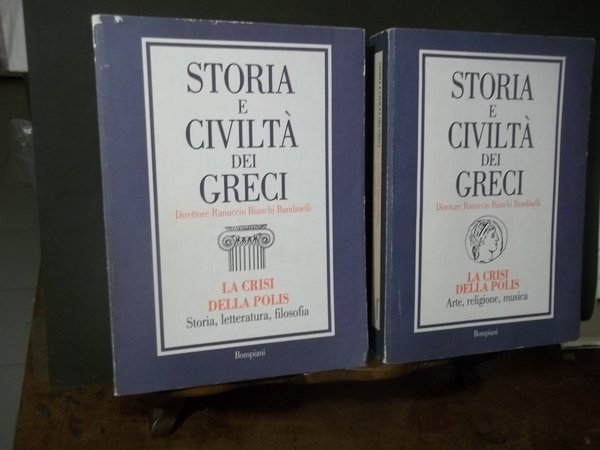 STORIA
E
CIVILTÀ
DEI
GRECI
Direttore Ranuccio Bianchi Bandinelli
LA CRISI
DELLA POLIS
Storia, letteratura, filosofia
Bompiani
STORIA
E
CIVILTÀ
DEI
GRECI
Direttore Ranuccio Bianchi Bandinelli
LA CRISI
DELLA POLIS
Arte, religione, musica
Bompiani